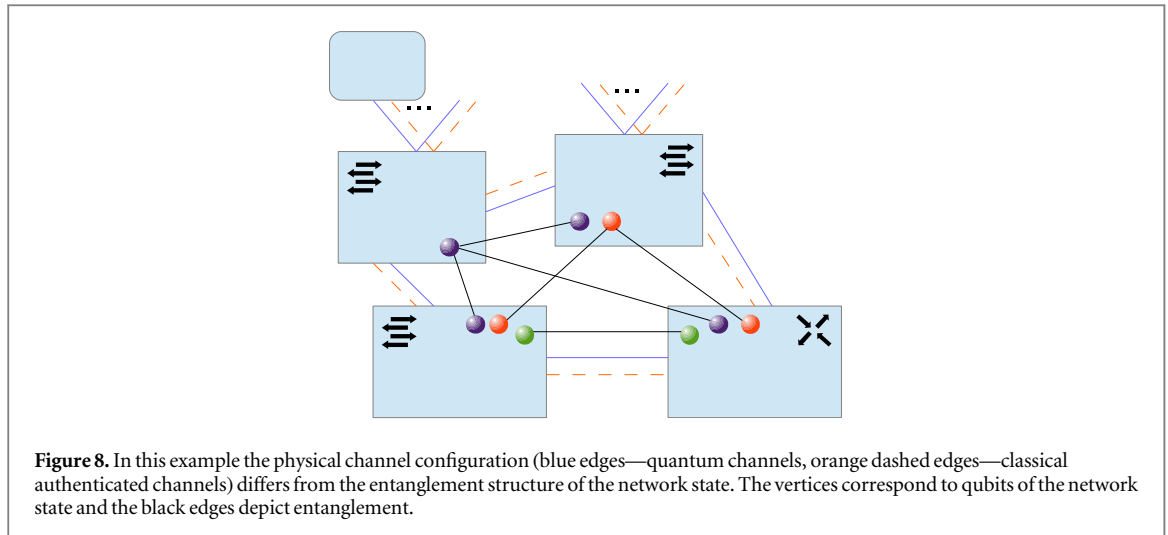 ...
...
Figure 8. In this example the physical channel configuration (blue edges—quantum channels, orange dashed edges—classical
authenticated channels) differs from the entanglement structure of the network state. The vertices correspond to qubits of the network
state and the black edges depict entanglement.